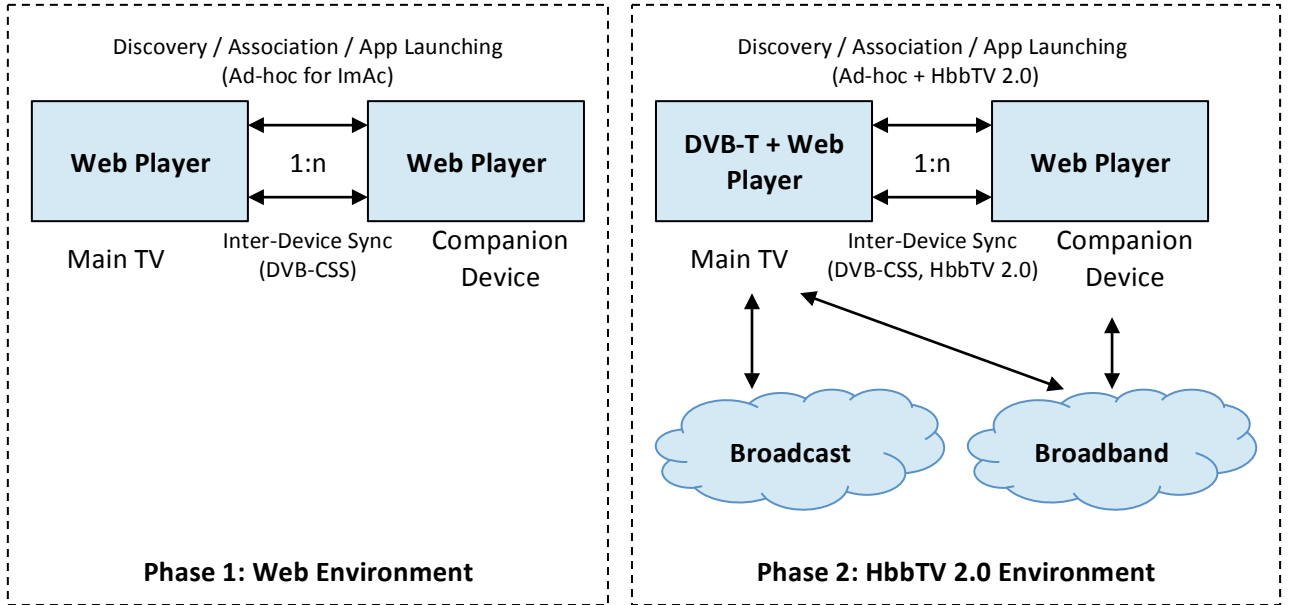 Discovery / Association / App Launching
(Ad-hoc for ImAc)
Web Player
1:n
Web Player
Main TV
Inter-Device Sync
(DVB-CSS)
Companion
Device
Phase 1: Web Environment
Discovery / Association / App Launching
(Ad-hoc + HbbTV 2.0)
DVB-T + Web
Player
1:n
Web Player
Main TV
Inter-Device Sync
(DVB-CSS, HbbTV 2.0)
Companion
Device
Broadcast
Broadband
Phase 2: HbbTV 2.0 Environment